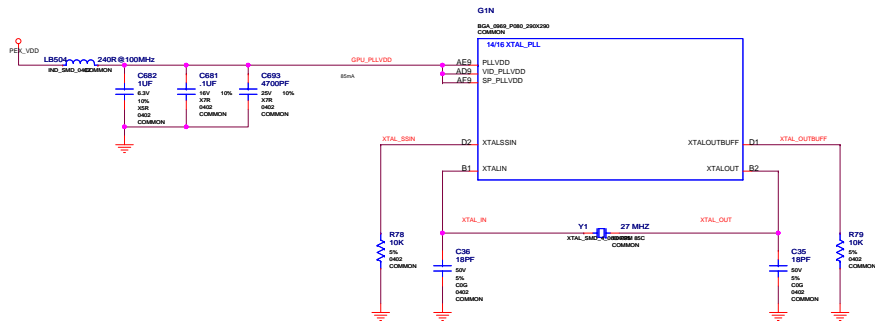 G1N
BGA_0969_P080_290X290
COMMON
14/16 XTAL_PLL
PEX_VDD
LB504 240R@100MHz
COMMON
GPU_PLLVDD
85mA
AE9 PLLVDD
AD9 VID_PLLVDD
AF9 SP_PLLVDD
C682
1UF
6.3V
10%
X5R
0402
COMMON
C681
.1UF
16V 10%
X7R
0402
COMMON
C693
4700PF
25V 10%
X7R
0402
COMMON
XTAL_SSIN D2 XTALSSIN
XTALOUTBUFF D1 XTAL_OUTBUFF
B1 XTALIN
XTALOUT B2
XTAL_IN
Y1 27 MHZ
COMMON
XTAL_OUT
R78
10K
5%
0402
COMMON
C36
18PF
50V
5%
C0G
0402
COMMON
C35
18PF
50V
5%
C0G
0402
COMMON
R79
10K
5%
0402
COMMON